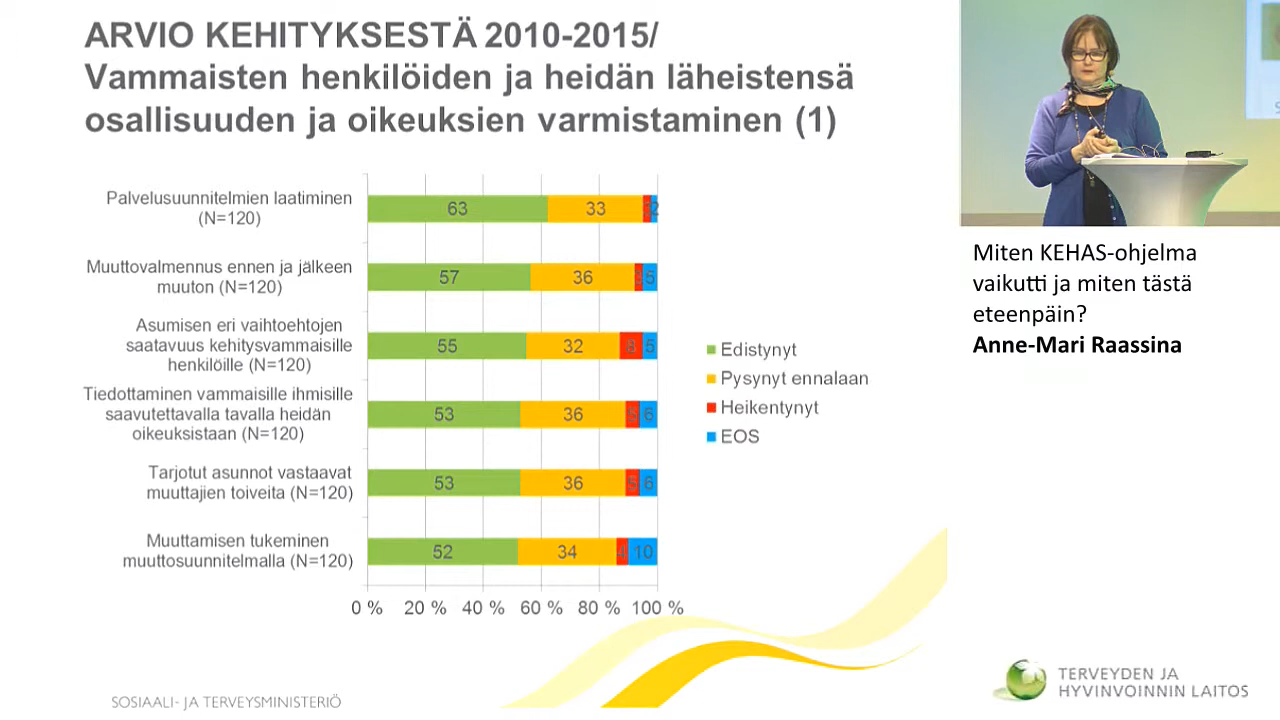 ARVIO KEHITYKSESTÄ 2010-2015/
Vammaisten henkilöiden ja heidän läheistensä
osallisuuden ja oikeuksien varmistaminen (1)
Palvelusuunnitelmien laatiminen
(N=120)
63 33 2
Muuttovalmennus ennen ja jälkeen
muuton (N=120)
57 36 5
Asumisen eri vaihtoehtojen
saatavuus kehitysvammaisille
henkilöille (N=120)
55 32 5
Tiedottaminen vammaisille ihmisille
saavutettavalla tavalla heidän
oikeuksistaan (N=120)
53 36 6
Tarjotut asunnot vastaavat
muuttajien toiveita (N=120)
53 36 6
Muuttamisen tukeminen
muuttosuunnitelmalla (N=120)
52 34 4 10
0 % 20 % 40 % 60 % 80 % 100 %
Edistynyt
Pysynyt ennalaan
Heikentynyt
EOS
SOSIAALI- JA TERVEYSMINISTERIÖ
Miten KEHAS-ohjelma
vaikutti ja miten tästä
eteenpäin?
Anne-Mari Raassina
TERVEYDEN JA
HYVINVOINNIN LAITOS